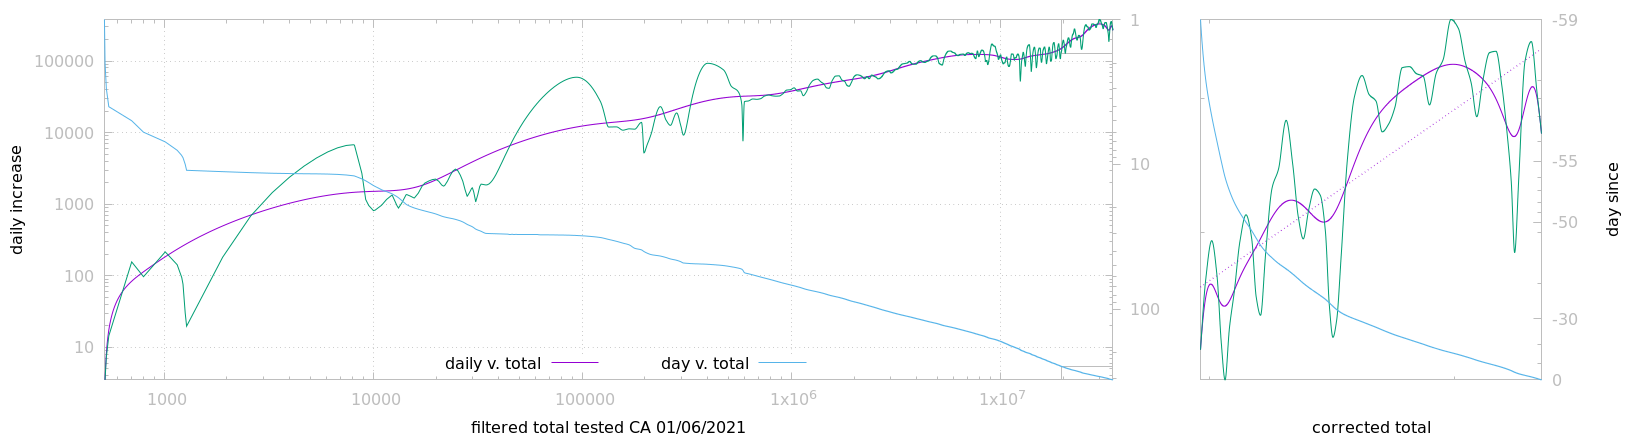 daily increase
100000
10000
1000
100
10
1000
10000
100000
1x10^6
1x10^7
1
10
100
daily v. total
day v. total
filtered total tested CA 01/06/2021
-59
-55
-50
-30
0
day since
corrected total